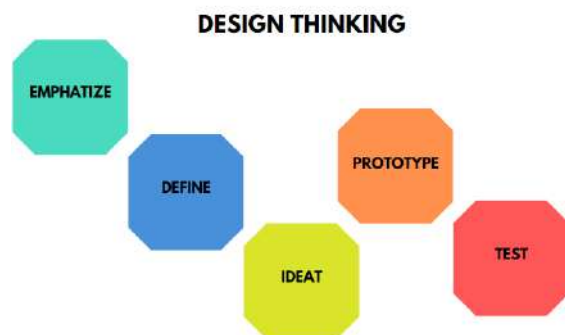 DESIGN THINKING
EMPHATIZE
DEFINE
IDEAT
PROTOTYPE
TEST